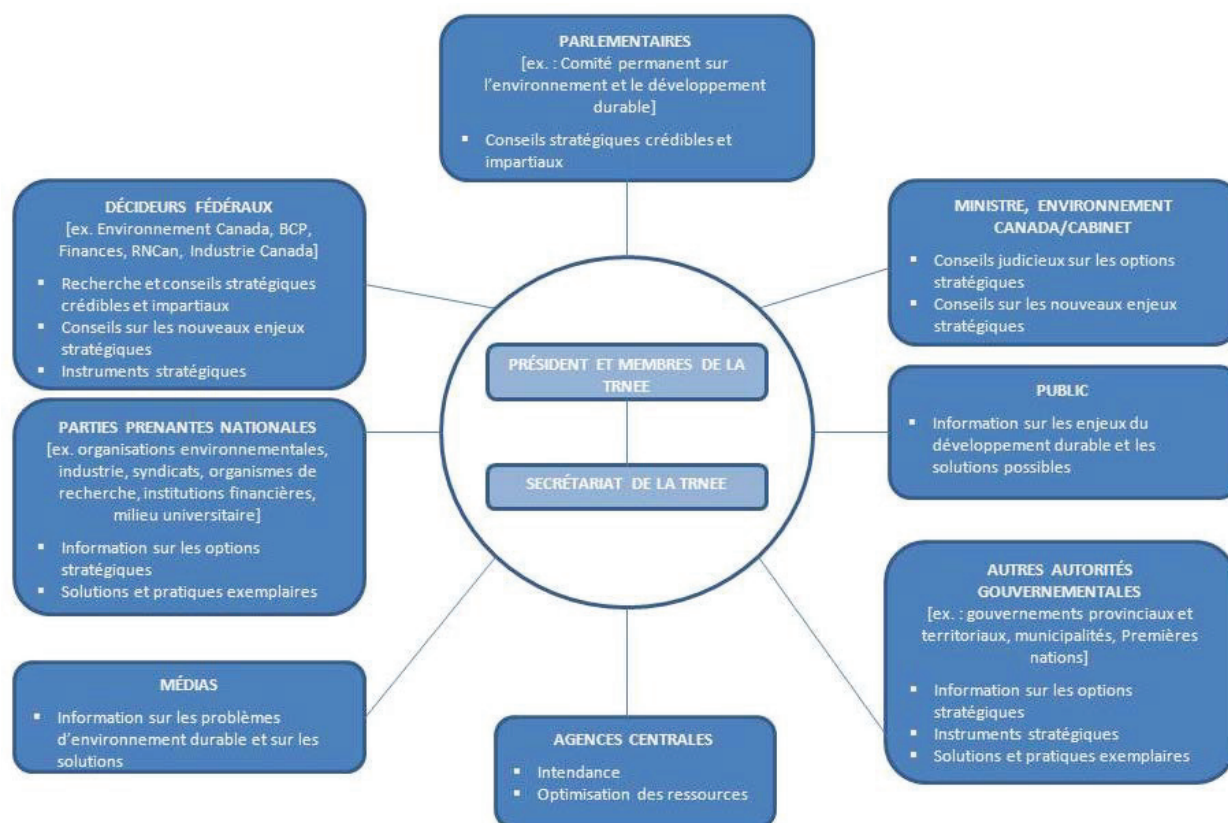 PARLEMENTAIRES
[ex. : Comité permanent sur
l'environnement et le développement
durable]
▪ Conseils stratégiques crédibles et
impartiaux
DÉCIDEURS FÉDÉRAUX
[ex. Environnement Canada, BCP,
Finances, RNCan, Industrie Canada]
▪ Recherche et conseils stratégiques
crédibles et impartiaux
▪ Conseils sur les nouveaux enjeux
stratégiques
▪ Instruments stratégiques
MINISTRE, ENVIRONNEMENT
CANADA/CABINET
▪ Conseils judicieux sur les options
stratégiques
▪ Conseils sur les nouveaux enjeux
stratégiques
PRÉSIDENT ET MEMBRES DE LA
TRNEE
SECRÉTARIAT DE LA TRNEE
PARTIES PRENANTES NATIONALES
[ex. organisations environnementales,
industrie, syndicats, organismes de
recherche, institutions financières,
milieu universitaire]
▪ Information sur les options
stratégiques
▪ Solutions et pratiques exemplaires
PUBLIC
▪ Information sur les enjeux du
développement durable et les
solutions possibles
AUTRES AUTORITÉS
GOUVERNEMENTALES
[ex. : gouvernements provinciaux et
territoriaux, municipalités, Premières
nations]
▪ Information sur les options
stratégiques
▪ Instruments stratégiques
▪ Solutions et pratiques exemplaires
MÉDIAS
▪ Information sur les problèmes
d'environnement durable et sur les
solutions
AGENCES CENTRALES
▪ Intendance
▪ Optimisation des ressources